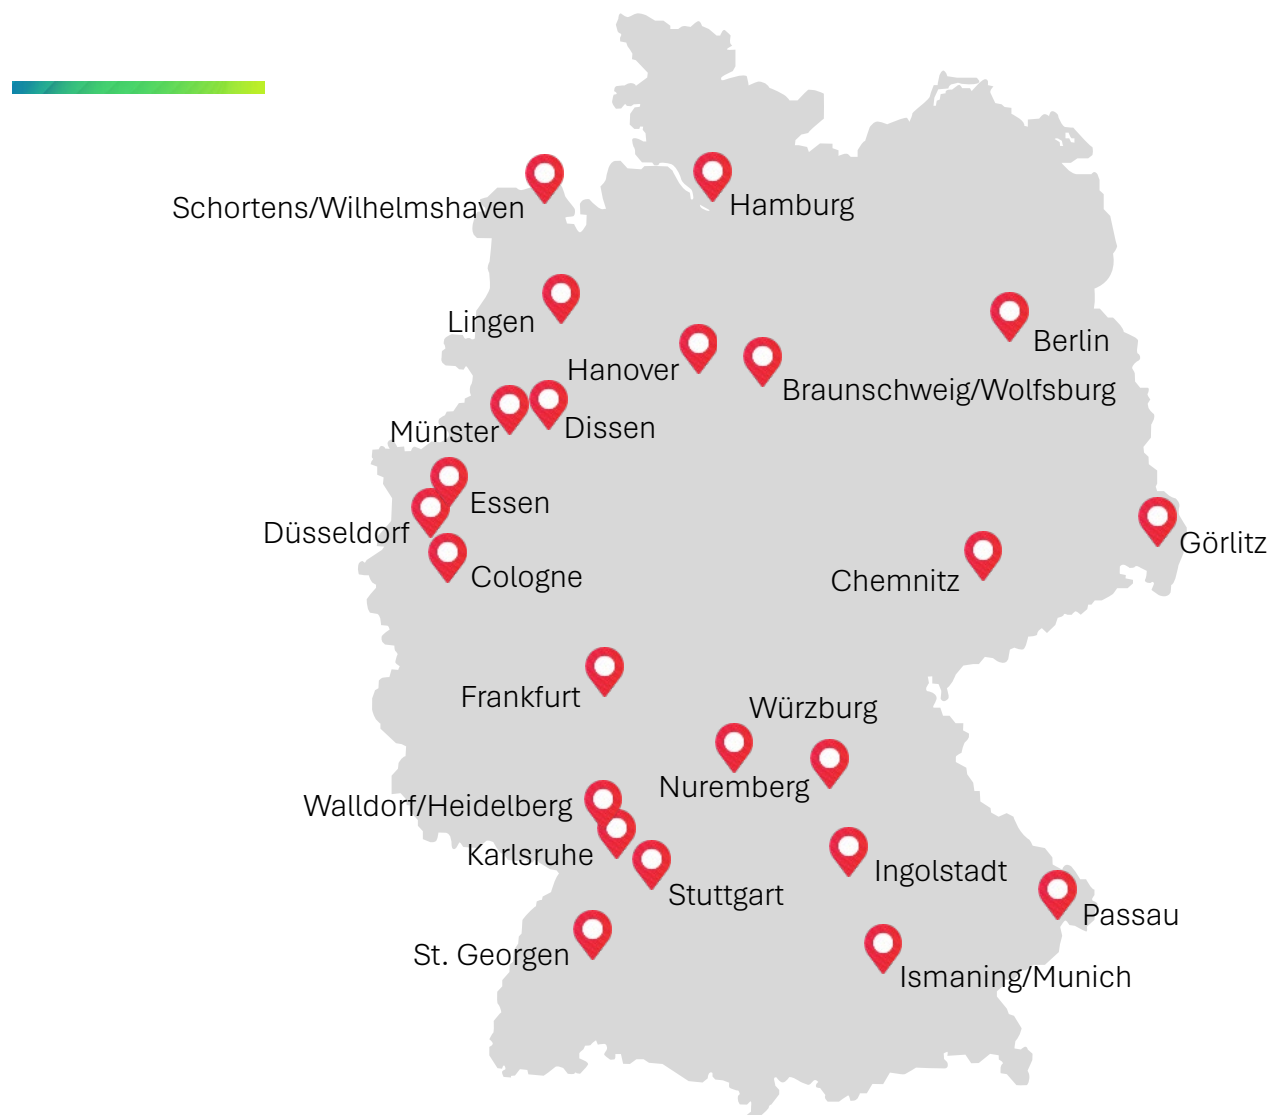 Hamburg
Schortens/Wilhelmshaven
Lingen
Berlin
Hanover
Braunschweig/Wolfsburg
Dissen
Münster
Essen
Düsseldorf
Görlitz
Cologne
Chemnitz
Frankfurt
Würzburg
Nuremberg
Walldorf/Heidelberg
Karlsruhe
Ingolstadt
Stuttgart
Passau
St. Georgen
Ismaning/Munich